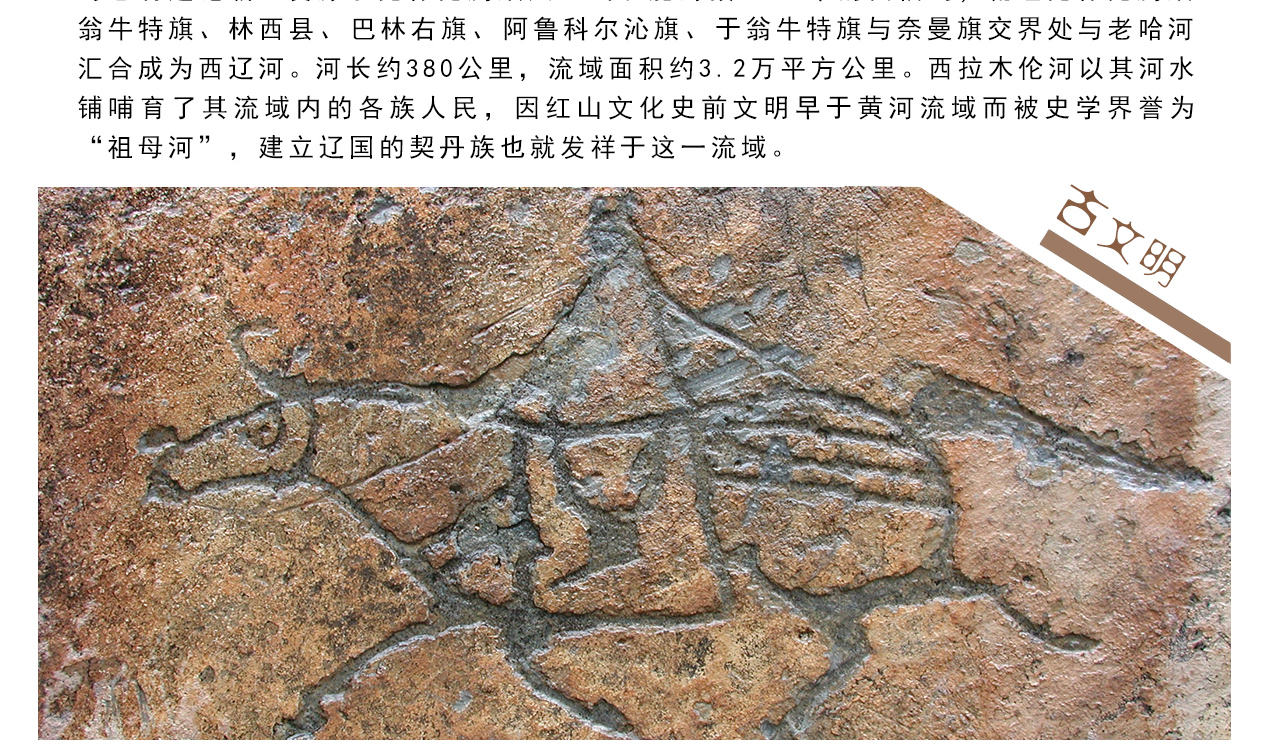 翁牛特旗、林西县、巴林右旗、阿鲁科尔沁旗、于翁牛特旗与奈曼旗交界处与老哈河
汇合成为西辽河。河长约380公里，流域面积约3.2万平方公里。西拉木伦河以其河水
铺哺育了其流域内的各族人民，因红山文化史前文明早于黄河流域而被史学界誉为
“祖母河”，建立辽国的契丹族也就发祥于这一流域。
古文明